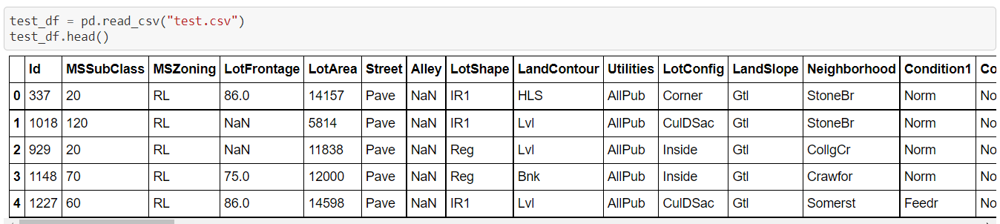 test_df = pd.read_csv("test.csv")
test_df.head()
Id MSSubClass MSZoning LotFrontage LotArea Street Alley LotShape LandContour Utilities LotConfig LandSlope Neighborhood Condition1 Co
0 337 20 RL 86.0 14157 Pave NaN IR1 HLS AllPub Corner Gtl StoneBr Norm No
1 1018 120 RL NaN 5814 Pave NaN IR1 Lvl AllPub CulDSac Gtl StoneBr Norm No
2 929 20 RL NaN 11838 Pave NaN Reg Lvl AllPub Inside Gtl CollgCr Norm No
3 1148 70 RL 75.0 12000 Pave NaN Reg Bnk AllPub Inside Gtl Crawfor Norm No
4 1227 60 RL 86.0 14598 Pave NaN IR1 Lvl AllPub CulDSac Gtl Somerst Feedr No